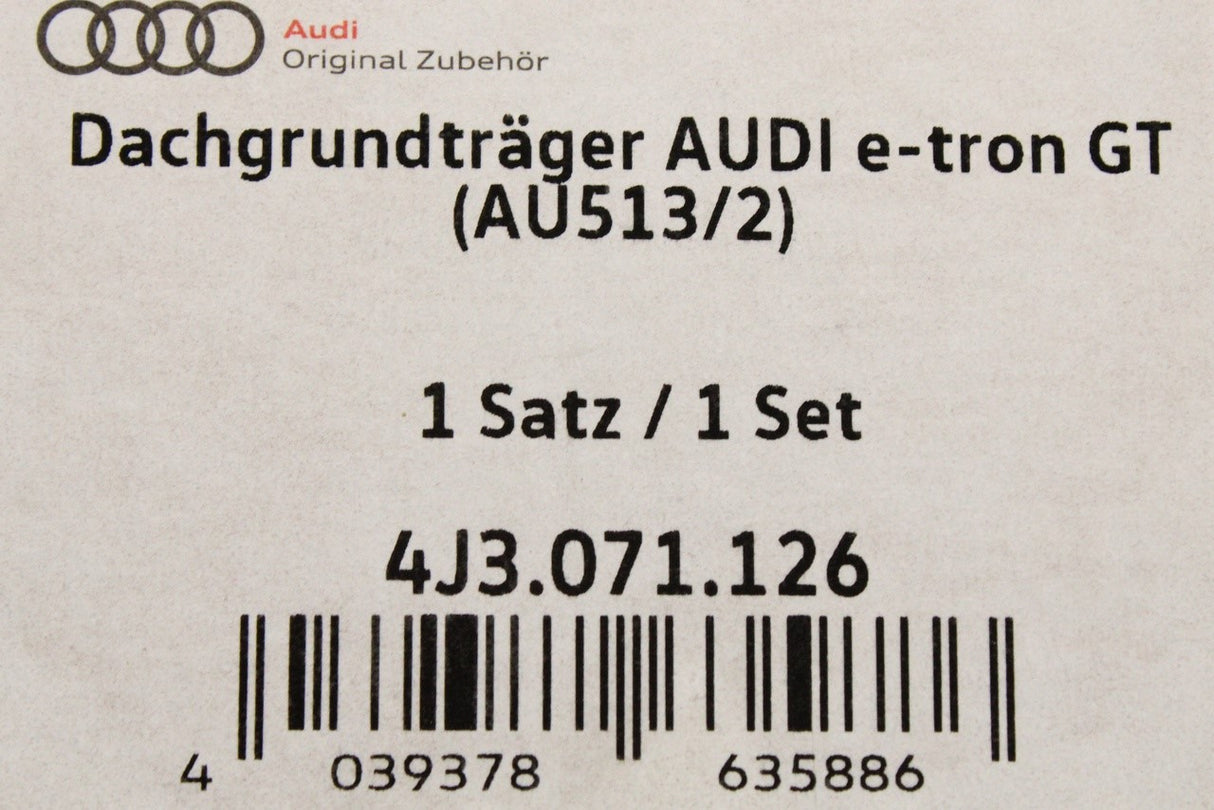 Audi
Original Zubehör
Dachgrundträger AUDI e-tron GT
(AU513/2)
1 Satz / 1 Set
4J3.071.126
4 039378 635886